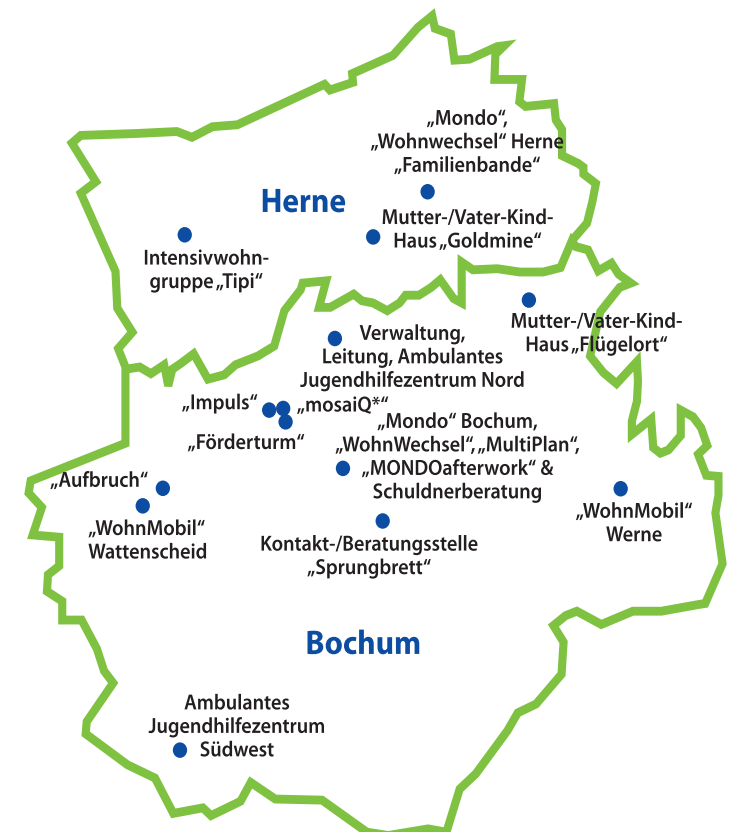 „Mondo“,
„Wohnwechsel“ Herne
„Familienbande“
Herne
Mutter-/Vater-Kind-
Haus „Goldmine“
Intensivwohn-
gruppe „Tipi“
Mutter-/Vater-Kind-
Haus „Flügelort“
Verwaltung,
Leitung, Ambulantes
Jugendhilfezentrum Nord
„Impuls“
„mosaiQ*“
„Förderturm“
„Mondo“ Bochum,
„WohnWechsel“, „MultiPlan“,
„MONDOafterwork“ &
Schuldnerberatung
„Aufbruch“
„WohnMobil“
Wattenscheid
„WohnMobil“
Werne
Kontakt-/Beratungsstelle
„Sprungbrett“
Bochum
Ambulantes
Jugendhilfezentrum
Südwest